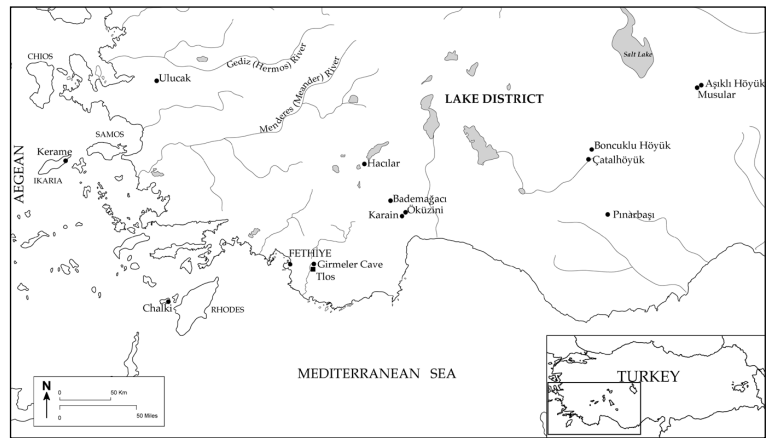 CHIOS
Ulucak
Gediz (Hermos) River
Menderes (Meander) River
Salt Lake
LAKE DISTRICT
Aşıklı Höyük
Musular
SAMOS
Kerame
IKARIA
AEGEAN
Hacılar
Boncuklu Höyük
Çatalhöyük
Bademağacı
Öküzini
Karain
Pınarbaşı
FETHİYE
Girmeler Cave
Tlos
Chalki
RHODES
MEDITERRANEAN SEA
TURKEY
N
0 50 Km
0 50 Miles